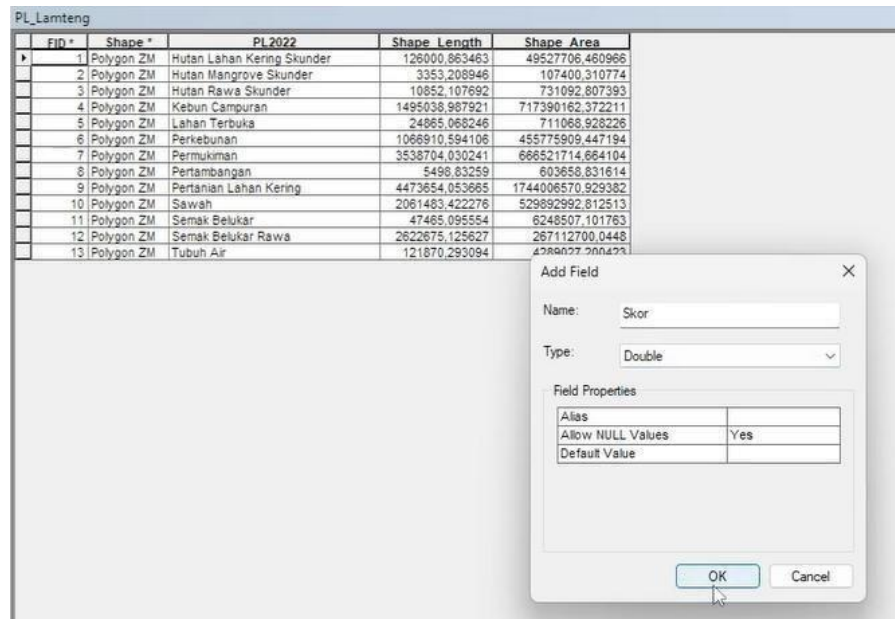 PL_Lamteng
FID * Shape * PL2022 Shape_Length Shape_Area
1 Polygon ZM Hutan Lahan Kering Skunder 126000,863463 49527706,460966
2 Polygon ZM Hutan Mangrove Skunder 3353,208946 107400,310774
3 Polygon ZM Hutan Rawa Skunder 10852,107692 731092,807393
4 Polygon ZM Kebun Campuran 1495038,987921 717390162,372211
5 Polygon ZM Lahan Terbuka 24865,068246 711068,928226
6 Polygon ZM Perkebunan 1066910,594106 455775909,447194
7 Polygon ZM Permukiman 3538704,030241 666521714,664104
8 Polygon ZM Pertambangan 5498,83259 603658,831614
9 Polygon ZM Pertanian Lahan Kering 4473654,053665 1744006570,929382
10 Polygon ZM Sawah 2061483,422276 529892992,812513
11 Polygon ZM Semak Belukar 47465,095554 6248507,101763
12 Polygon ZM Semak Belukar Rawa 2622675,125627 267112700,0448
13 Polygon ZM Tubuh Air 121870,293094 4289027,200423
Add Field
Name: Skor
Type: Double
Field Properties
Alias
Allow NULL Values Yes
Default Value
OK Cancel